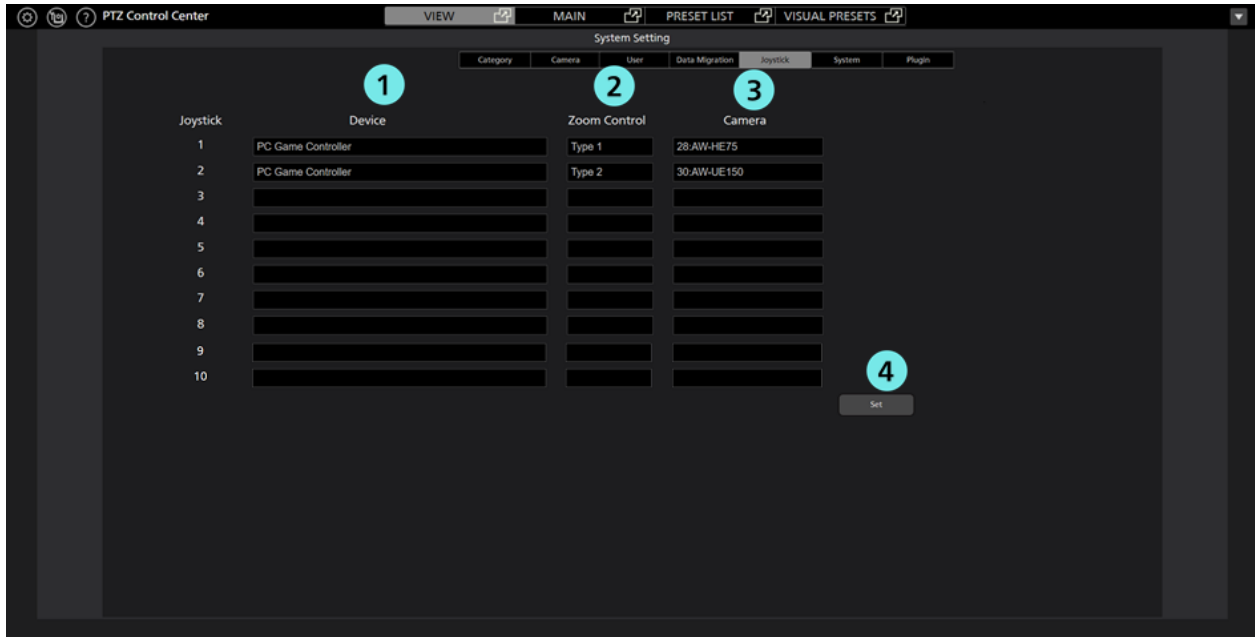 ? PTZ Control Center VIEW MAIN PRESET LIST VISUAL PRESETS
System Setting
Category Camera User Data Migration Joystick System Plugin
1 2 3
Joystick Device Zoom Control Camera
1 PC Game Controller Type 1 28:AW-HE75
2 PC Game Controller Type 2 30:AW-UE150
3
4
5
6
7
8
9
10
4
Set